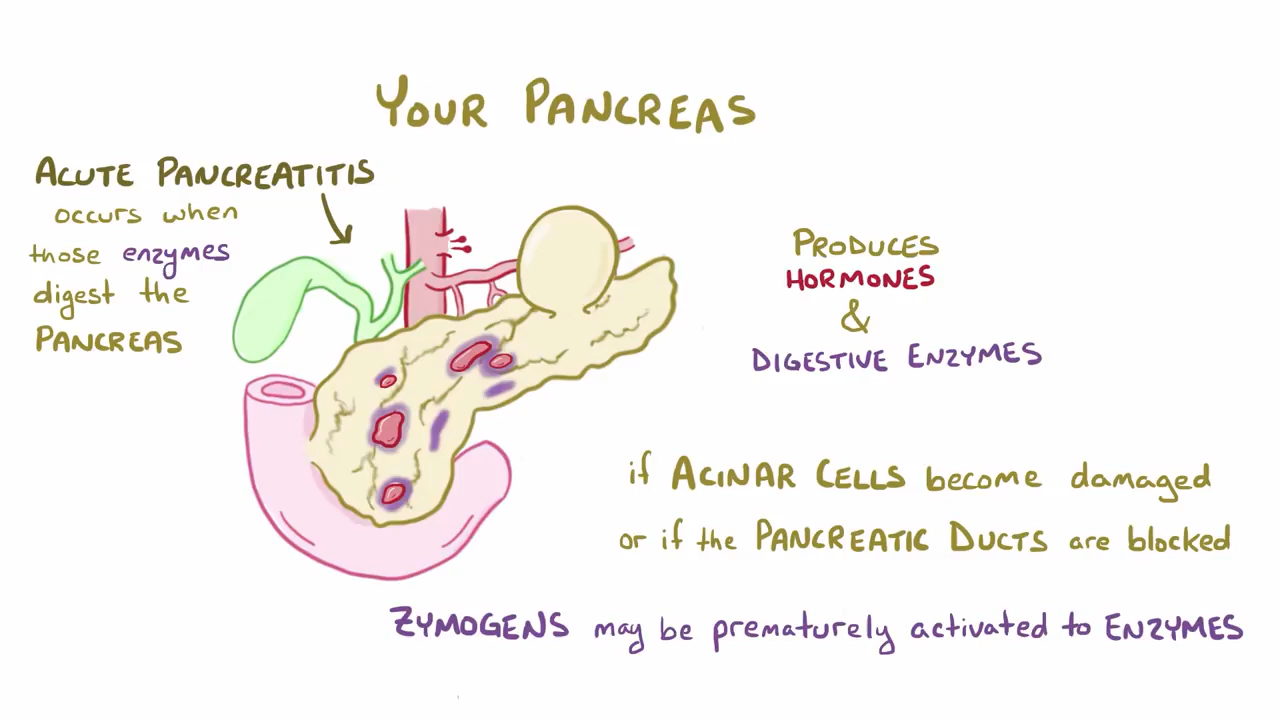 YOUR PANCREAS
ACUTE PANCREATITIS
occurs when
those enzymes
digest the
PANCREAS
PRODUCES
HORMONES
&
DIGESTIVE ENZYMES
if ACINAR CELLS become damaged
or if the PANCREATIC DUCTS are blocked
ZYMOGENS may be prematurely activated to ENZYMES